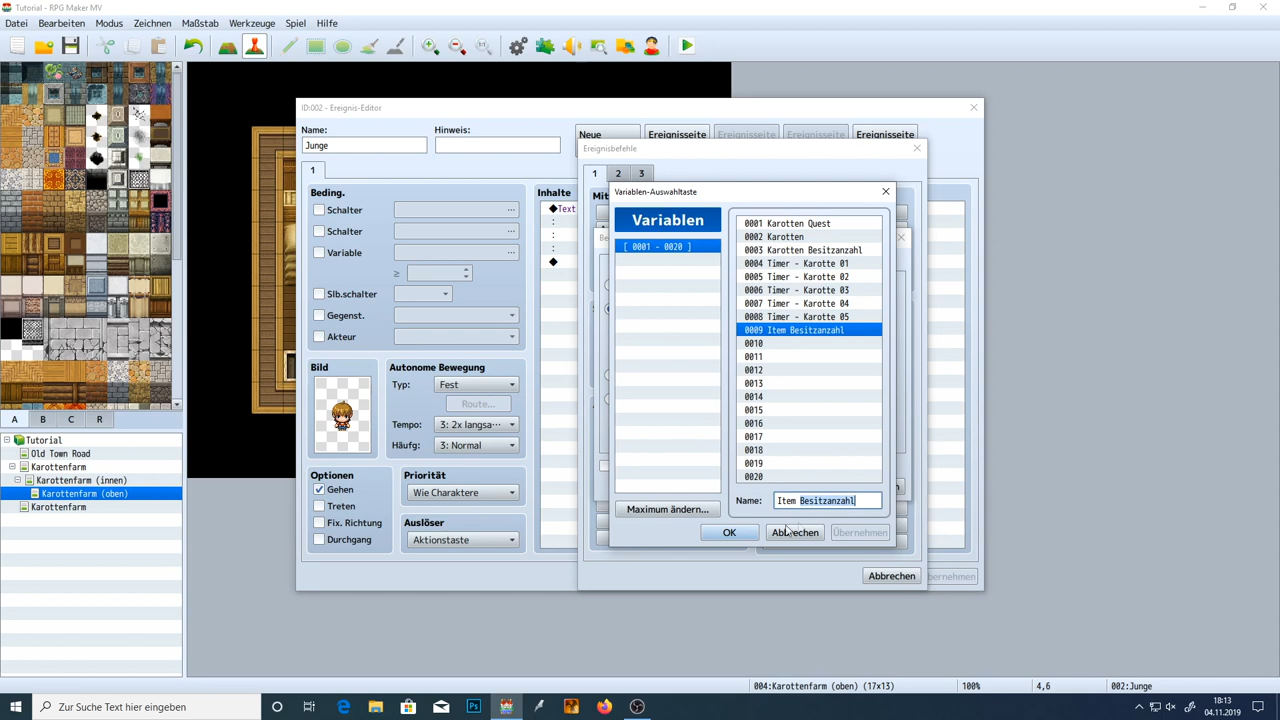 Tutorial - RPG Maker MV
Datei Bearbeiten Modus Zeichnen Maßstab Werkzeuge Spiel Hilfe
ID:002 - Ereignis-Editor
Name:
Hinweis:
Junge
Neue
Ereignisseite
Ereignisseite
Ereignisseite
Ereignisseite
Ereignisbefehle
1
1 2 3
Beding.
Inhalte
Schalter
Schalter
Variable
≥
Slb.schalter
Gegenst.
Akteur
◆Text
:
:
:
◆
Variablen-Auswahltaste
Variablen
[ 0001 - 0020 ]
0001 Karotten Quest
0002 Karotten
0003 Karotten Besitzanzahl
0004 Timer - Karotte 01
0005 Timer - Karotte 02
0006 Timer - Karotte 03
0007 Timer - Karotte 04
0008 Timer - Karotte 05
0009 Item Besitzanzahl
0010
0011
0012
0013
0014
0015
0016
0017
0018
0019
0020
Name: Item Besitzanzahl
Maximum ändern...
OK
Abbrechen
Übernehmen
Bild
Autonome Bewegung
Typ: Fest
Route...
Tempo: 3: 2x langsa...
Häufg: 3: Normal
Optionen
Gehen
Treten
Fix. Richtung
Durchgang
Priorität
Wie Charaktere
Auslöser
Aktionstaste
Abbrechen
A B C R
Tutorial
Old Town Road
Karottenfarm
Karottenfarm (innen)
Karottenfarm (oben)
Karottenfarm
004:Karottenfarm (oben) (17x13) 100% 4,6 002:Junge
Zur Suche Text hier eingeben
18:13
04.11.2019